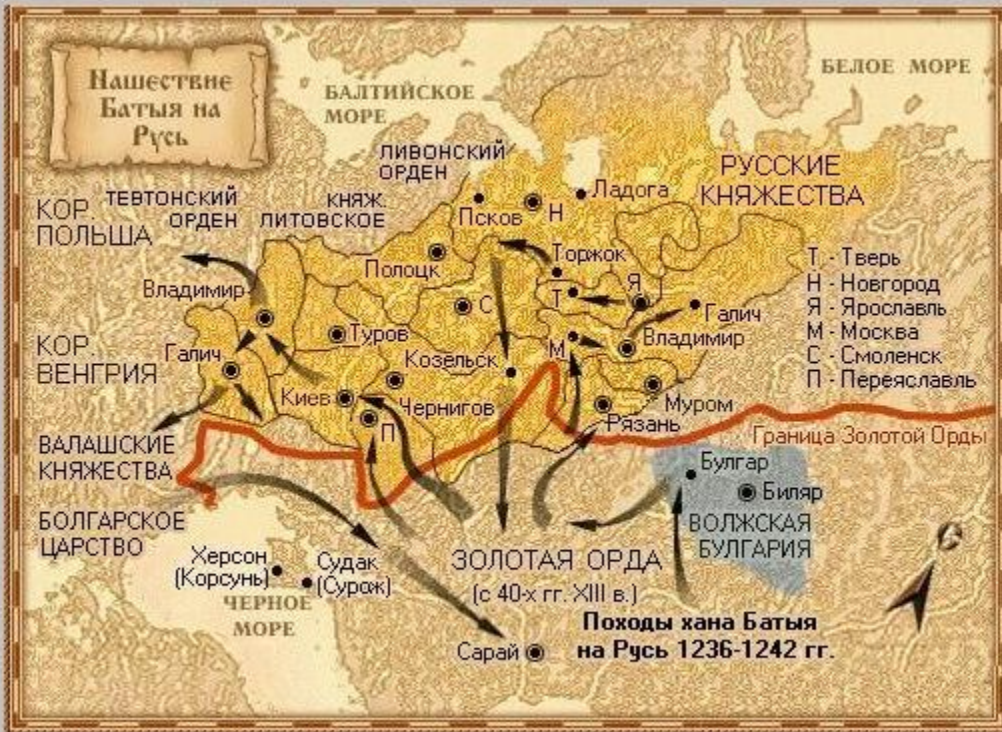 Нашествие
Батыя на
Русь
БАЛТИЙСКОЕ
МОРЕ
БЕЛОЕ МОРЕ
ЛИВОНСКИЙ
ОРДЕН
РУССКИЕ
КНЯЖЕСТВА
ТЕВТОНСКИЙ
ОРДЕН
КНЯЖ.
ЛИТОВСКОЕ
КОР.
ПОЛЬША
Псков
Н
Ладога
Полоцк
Торжок
Т
Я
Галич
С
Владимир
Туров
М
Владимир
Т - Тверь
Н - Новгород
Я - Ярославль
М - Москва
С - Смоленск
П - Переяславль
КОР.
ВЕНГРИЯ
Галич
Козельск
Киев
Чернигов
П
Муром
Рязань
Граница Золотой Орды
ВАЛАШСКИЕ
КНЯЖЕСТВА
Булгар
Биляр
ВОЛЖСКАЯ
БУЛГАРИЯ
БОЛГАРСКОЕ
ЦАРСТВО
Херсон
(Корсунь)
Судак
(Сурож)
ЧЕРНОЕ
МОРЕ
ЗОЛОТАЯ ОРДА
(с 40-х гг. XIII в.)
Сарай
Походы хана Батыя
на Русь 1236-1242 гг.